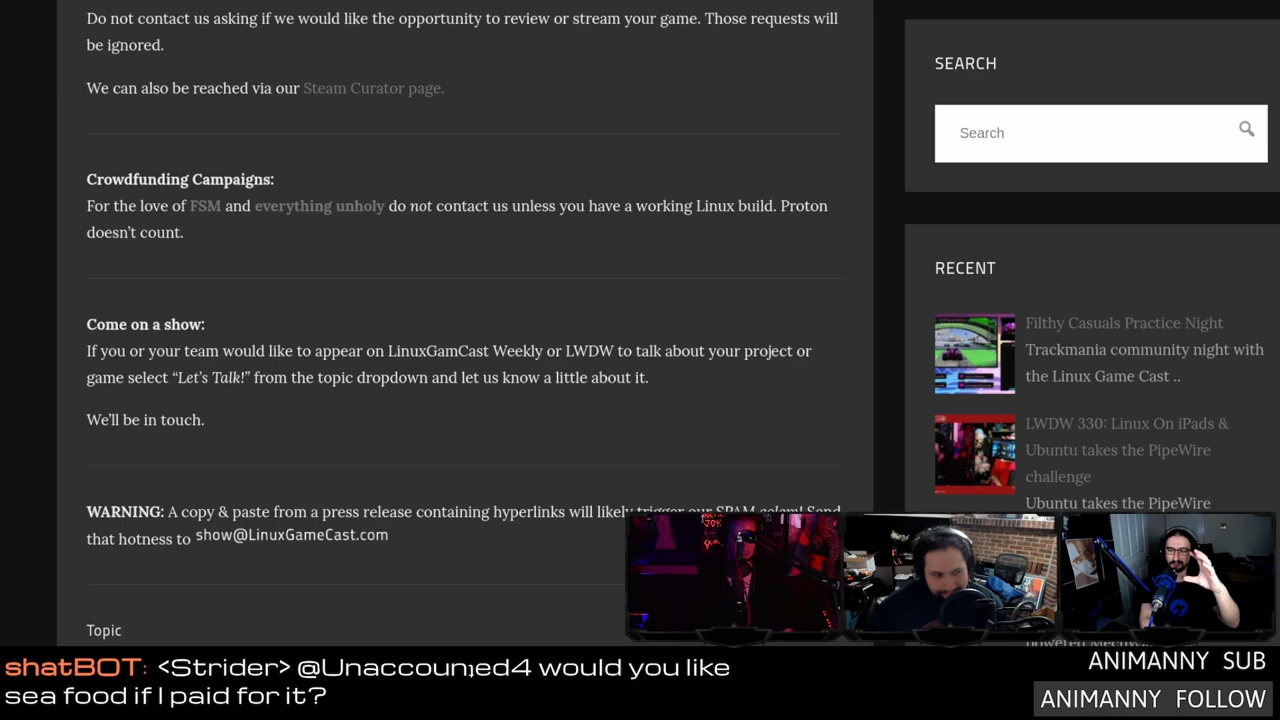 Do not contact us asking if we would like the opportunity to review or stream your game. Those requests will
be ignored.
We can also be reached via our Steam Curator page.
Crowdfunding Campaigns:
For the love of FSM and everything unholy do not contact us unless you have a working Linux build. Proton
doesn't count.
Come on a show:
If you or your team would like to appear on LinuxGamCast Weekly or LWDW to talk about your project or
game select “Let's Talk!” from the topic dropdown and let us know a little about it.
We'll be in touch.
WARNING: A copy & paste from a press release containing hyperlinks will likely trigger our SPAM golem! Send
that hotness to show@LinuxGameCast.com
Topic
SEARCH
Search
RECENT
Filthy Casuals Practice Night
Trackmania community night with
the Linux Game Cast ..
LWDW 330: Linux On iPads &
Ubuntu takes the PipeWire
challenge
Ubuntu takes the PipeWire
shatBOT: <Strider> @Unaccounted4 would you like
sea food if I paid for it?
ANIMANNY SUB
ANIMANNY FOLLOW